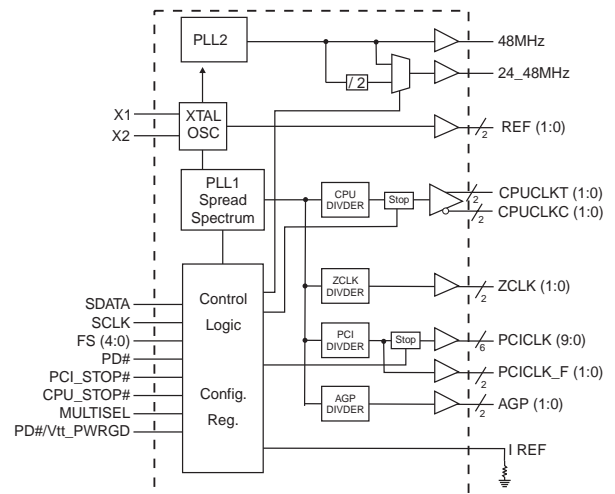 PLL2
48MHz
/ 2
24_48MHz
X1
X2
XTAL
OSC
2
REF (1:0)
PLL1
Spread
Spectrum
CPU
DIVDER
Stop
2
CPUCLKT (1:0)
2
CPUCLKC (1:0)
ZCLK
DIVDER
2
ZCLK (1:0)
SDATA
SCLK
FS (4:0)
PD#
PCI_STOP#
CPU_STOP#
MULTISEL
PD#/Vtt_PWRGD
Control
Logic
Config.
Reg.
PCI
DIVDER
Stop
6
PCICLK (9:0)
2
PCICLK_F (1:0)
AGP
DIVDER
2
AGP (1:0)
I REF